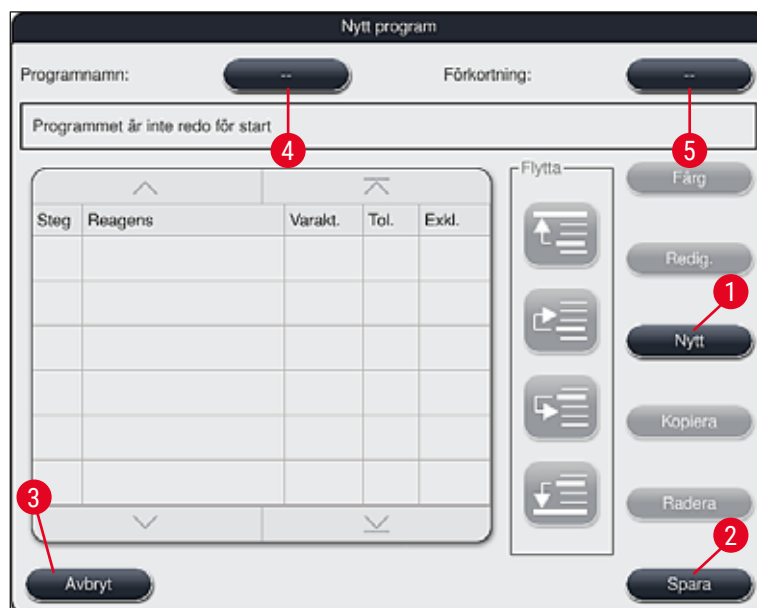 Nytt program
Programnamn: -- Förkortning: --
4 5
Programmet är inte redo för start
Flytta
Färg
Steg Reagens Varakt. Tol. Exkl.
Redig.
1
Nytt
Kopiera
3
Radera
2
Avbryt
Spara